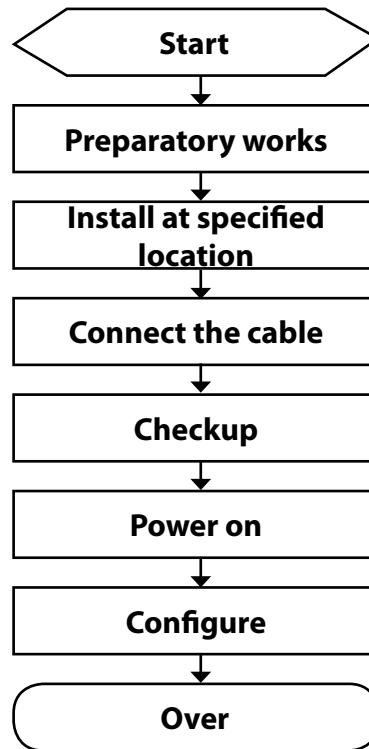 Start
Preparatory works
Install at specified
location
Connect the cable
Checkup
Power on
Configure
Over